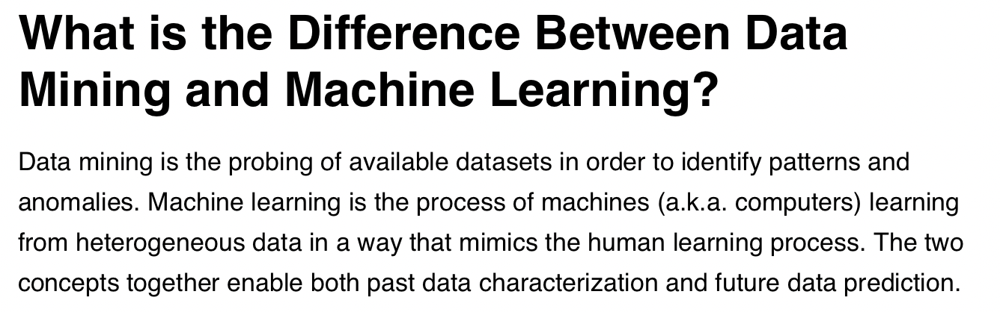 What is the Difference Between Data
Mining and Machine Learning?
Data mining is the probing of available datasets in order to identify patterns and
anomalies. Machine learning is the process of machines (a.k.a. computers) learning
from heterogeneous data in a way that mimics the human learning process. The two
concepts together enable both past data characterization and future data prediction.